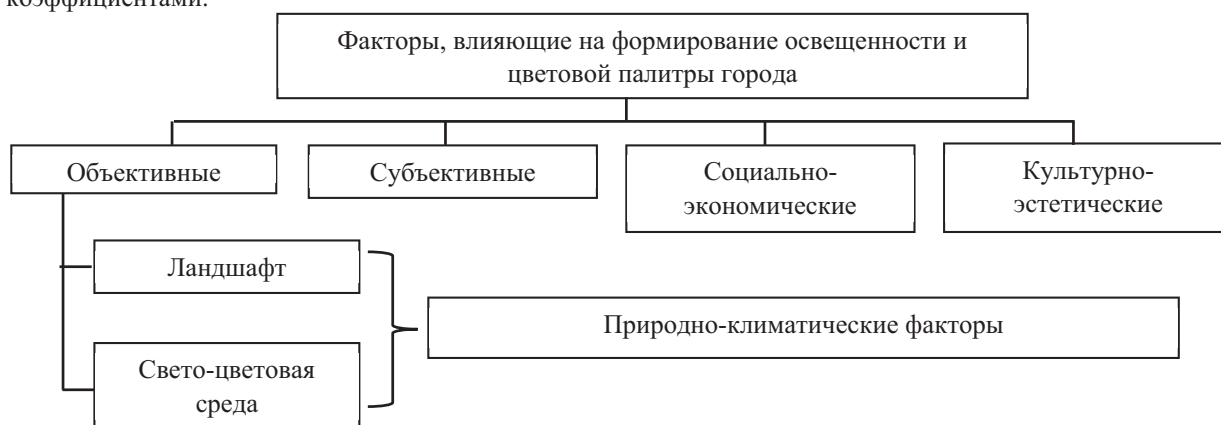 коэффициентами.
Факторы, влияющие на формирование освещенности и
цветовой палитры города
Объективные
Субъективные
Социально-
экономические
Культурно-
эстетические
Ландшафт
Природно-климатические факторы
Свето-цветовая
среда